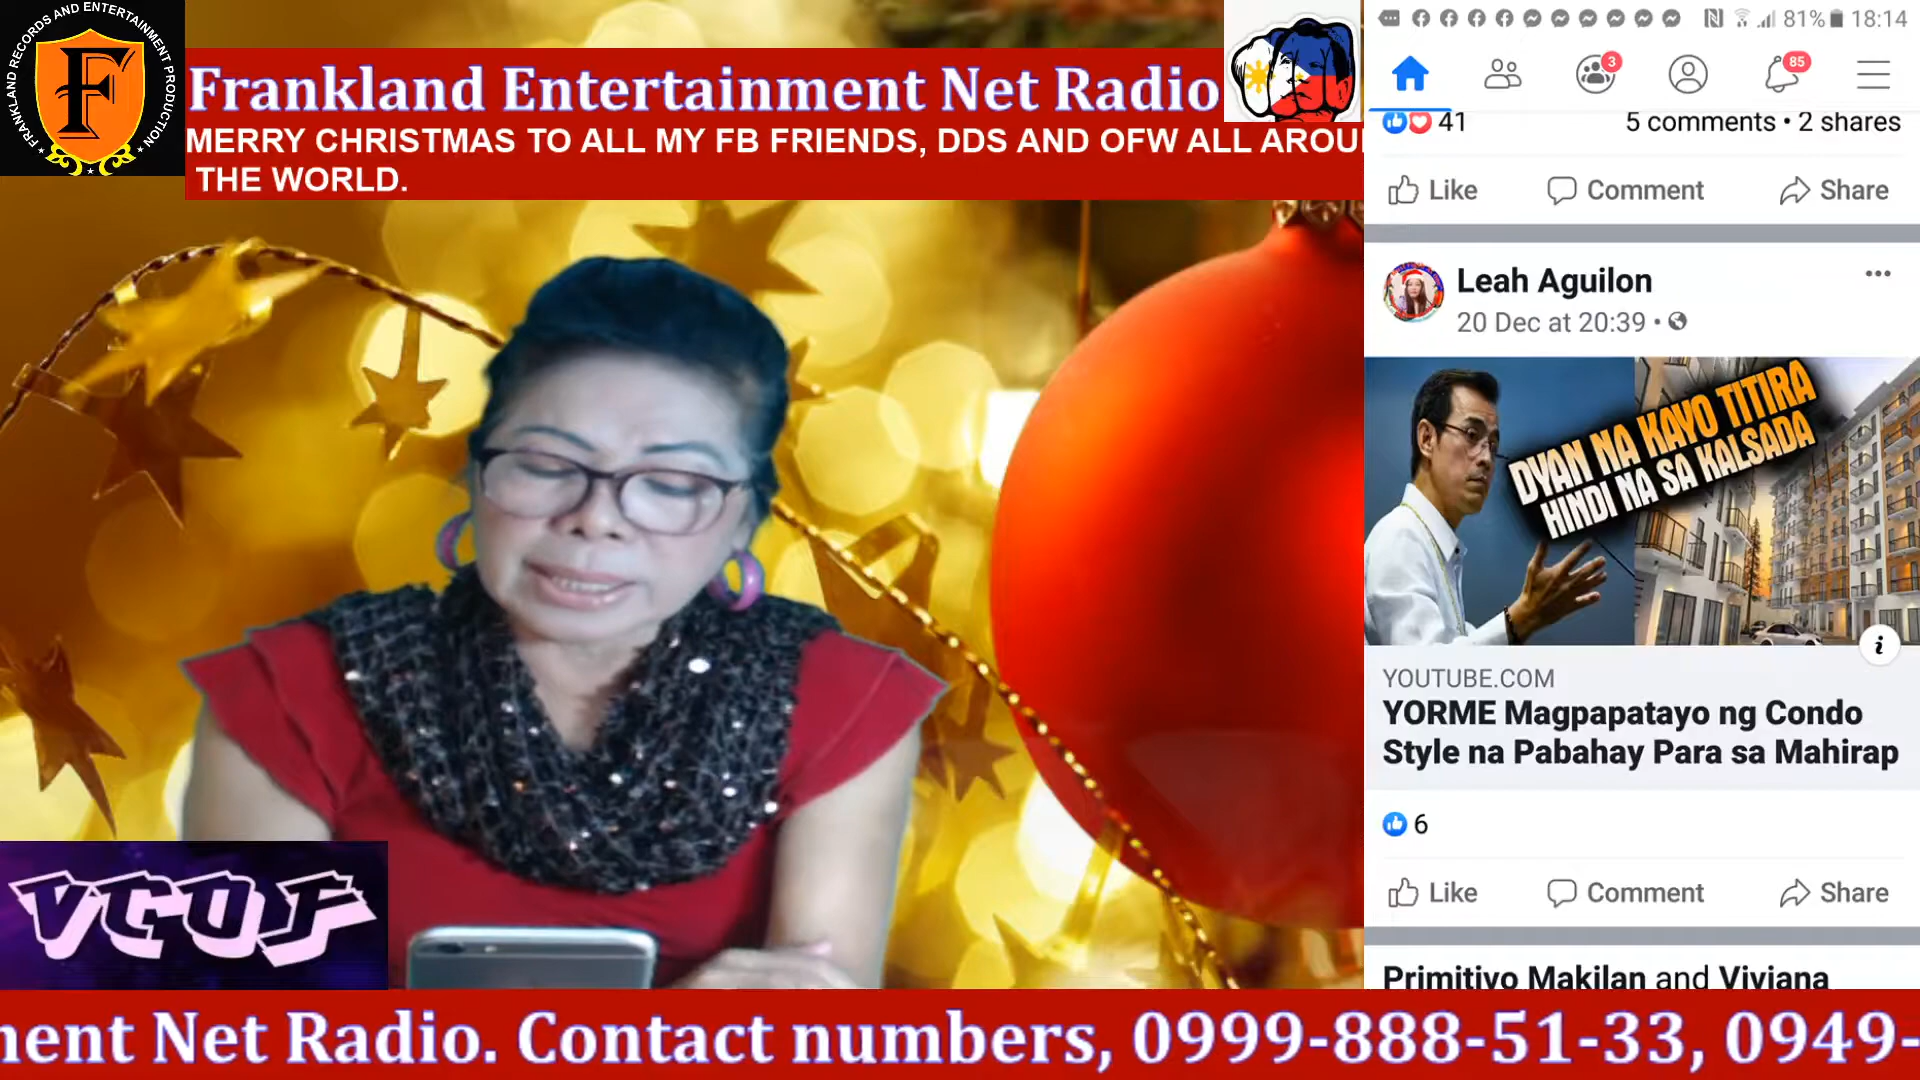 FRANKLAND RECORDS AND ENTERTAINMENT PRODUCTION
F
Frankland Entertainment Net Radio
MERRY CHRISTMAS TO ALL MY FB FRIENDS, DDS AND OFW ALL AROU
THE WORLD.
VCOF
nent Net Radio. Contact numbers, 0999-888-51-33, 0949-
81% 18:14
3
85
41
5 comments • 2 shares
Like Comment Share
Leah Aguilon
20 Dec at 20:39 •
DYAN NA KAYO TITIRA
HINDI NA SA KALSADA
i
YOUTUBE.COM
YORME Magpapatayo ng Condo
Style na Pabahay Para sa Mahirap
6
Like Comment Share
Primitivo Makilan and Viviana